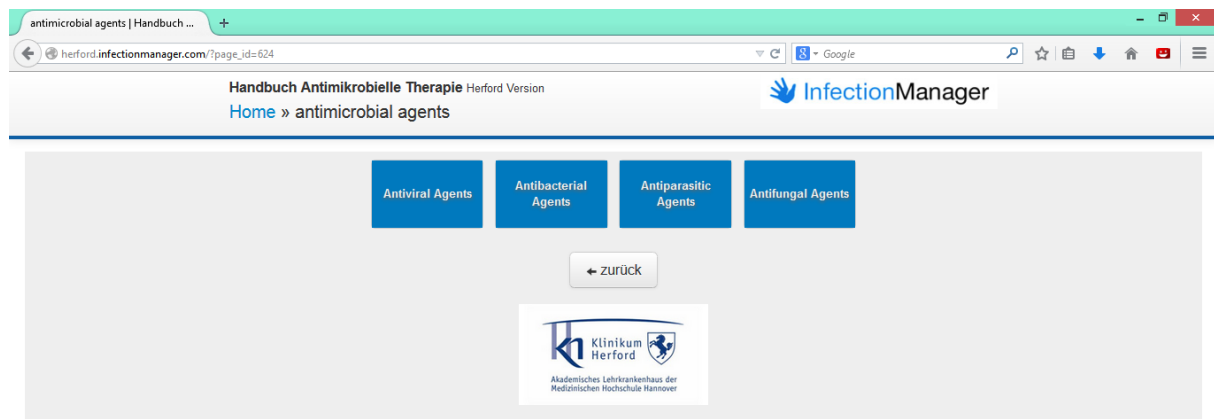 antimicrobial agents | Handbuch ...
herford.infectionmanager.com/?page_id=624
Google
Handbuch Antimikrobielle Therapie Herford Version
InfectionManager
Home » antimicrobial agents
Antiviral Agents
Antibacterial
Agents
Antiparasitic
Agents
Antifungal Agents
zurück
Klinikum
Herford
Akademisches Lehrkrankenhaus der
Medizinischen Hochschule Hannover